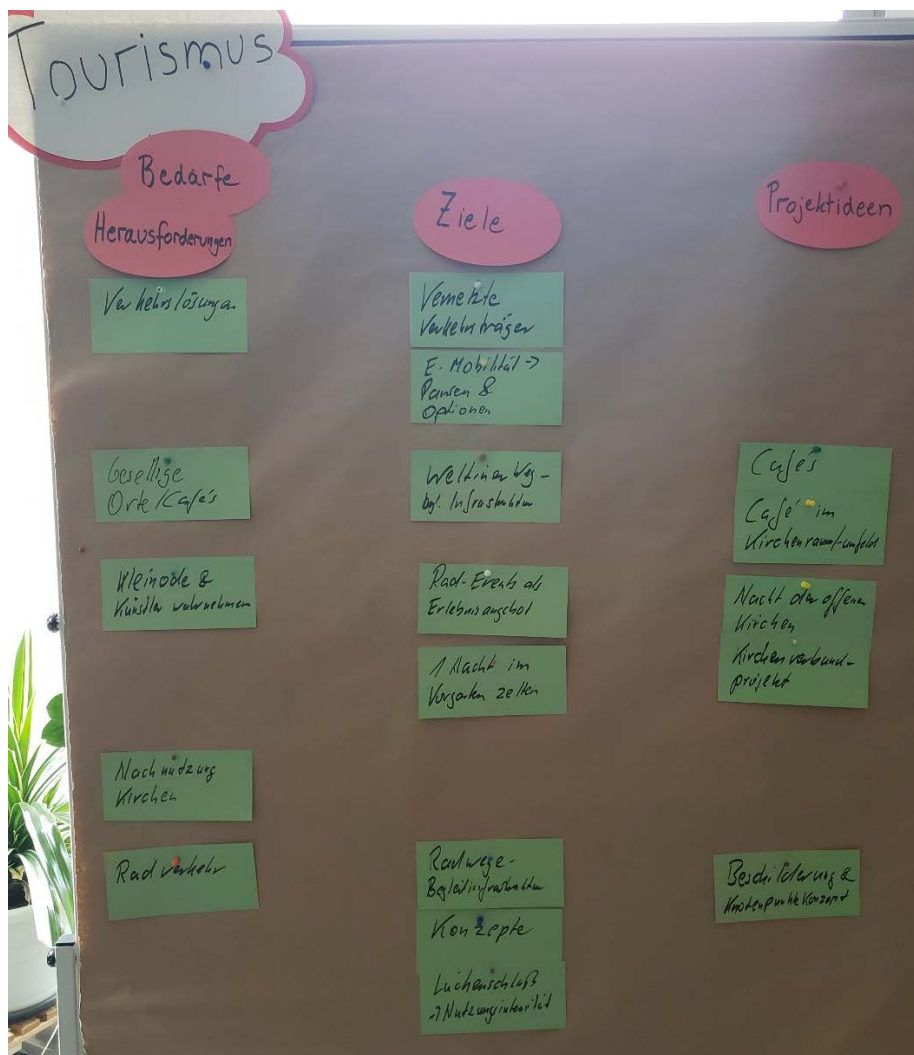 Tourismus
Bedarfe
Herausforderungen
Verkehrslösungen
Gesellige
Orte/Cafés
Kleinode &
Künstler wahrnehmen
Nachnutzung
Kirchen
Radverkehr
Ziele
Vernetzte
Verkehrsträger
E-Mobilität →
Pausen &
Optionen
Weg-
Infrastruktur
Rad-Events als
Erlebnisangebot
1 Nacht im
Vorgarten zelten
Radwege-
Begleitinfrastruktur
Konzepte
Lückenschluß
→ Nutzungsintensität
Projektideen
Cafés
Café im
Kirchenraum/-umfeld
Nacht der offenen
Kirchen
Kirchenverbund-
projekt
Beschilderung &
Knotenpunkte Konzept